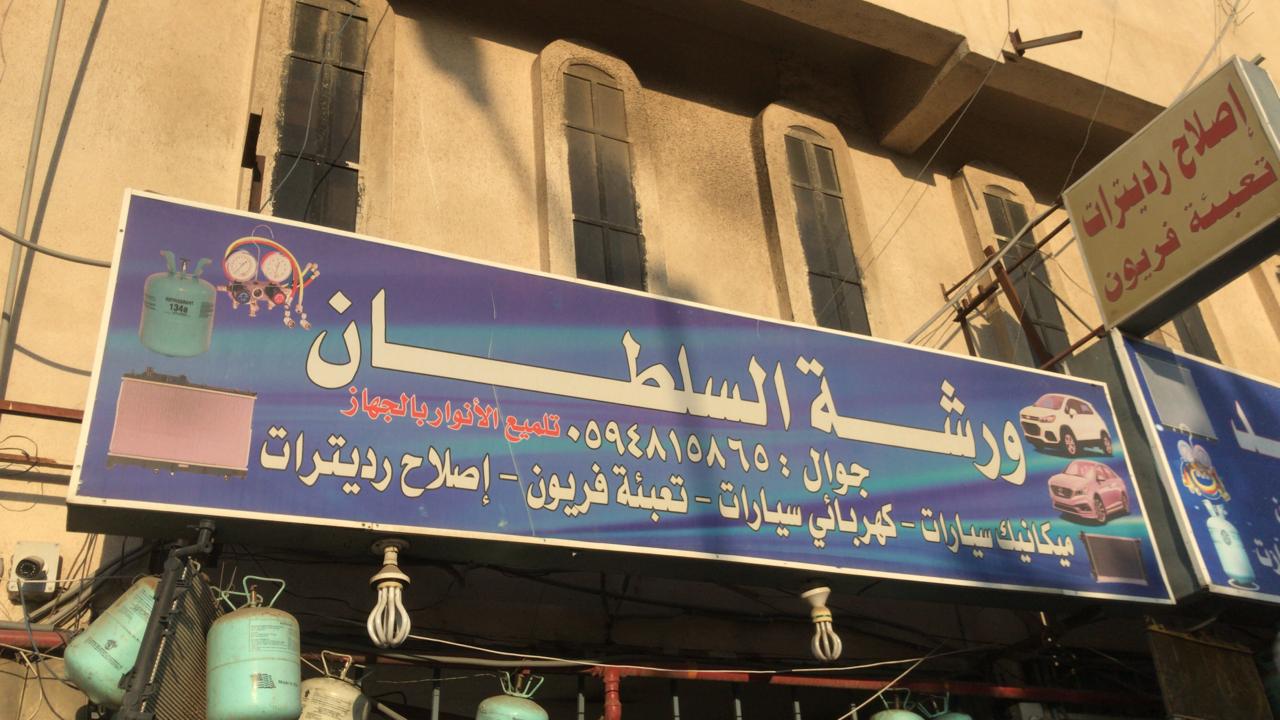 ورشة السلطان
تلميع الأنوار بالجهاز
جوال : ٠٥٩٤٨١٥٨٦٥
ميكانيك سيارات - كهربائي سيارات - تعبئة فريون - إصلاح رديترات
REFRIGERANT
134a
إصلاح رديترات
تعبئة فريون